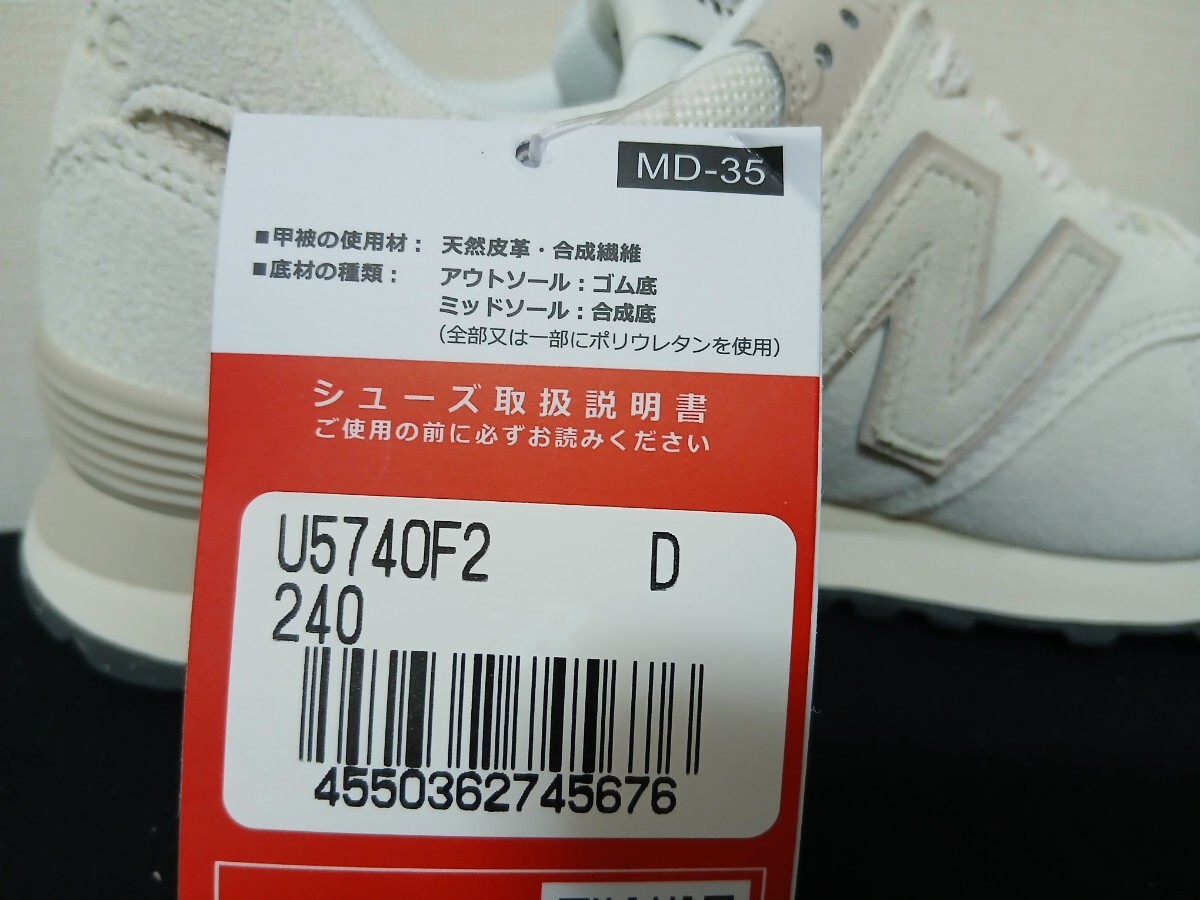 MD-35
■甲被の使用材： 天然皮革・合成繊維
■底材の種類： アウトソール：ゴム底
ミッドソール：合成底
（全部又は一部にポリウレタンを使用）
シューズ取扱説明書
ご使用の前に必ずお読みください
U5740F2 D
240
4550362745676
N